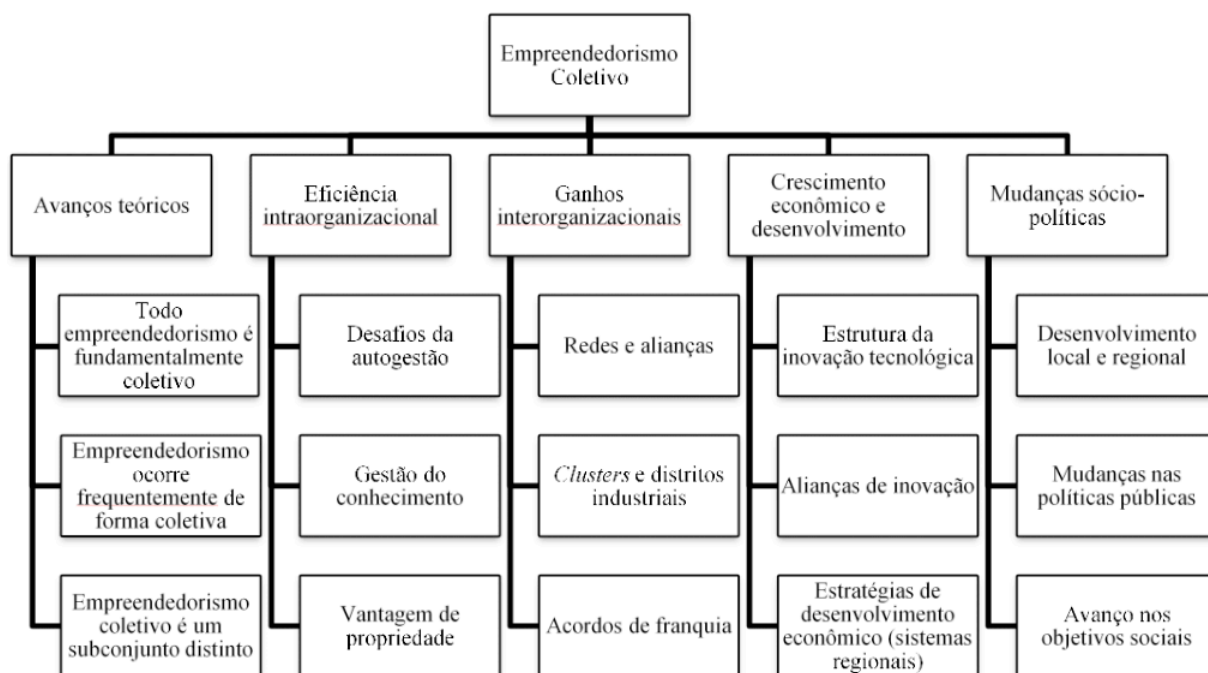 Empreendedorismo
Coletivo
Avanços teóricos
Eficiência
intraorganizacional
Ganhos
interorganizacionais
Crescimento
econômico e
desenvolvimento
Mudanças sócio-
políticas
Todo
empreendedorismo é
fundamentalmente
coletivo
Desafios da
autogestão
Redes e alianças
Estrutura da
inovação tecnológica
Desenvolvimento
local e regional
Empreendedorismo
ocorre
frequentemente de
forma coletiva
Gestão do
conhecimento
Clusters e distritos
industriais
Alianças de inovação
Mudanças nas
políticas públicas
Empreendedorismo
coletivo é um
subconjunto distinto
Vantagem de
propriedade
Acordos de franquia
Estratégias de
desenvolvimento
econômico (sistemas
regionais)
Avanço nos
objetivos sociais